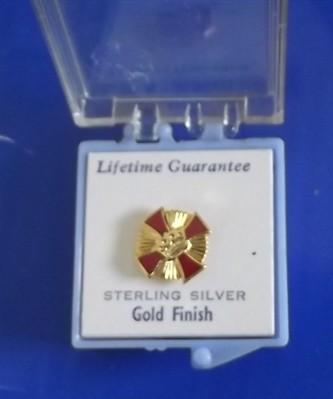 Lifetime Guarantee
STERLING SILVER
Gold Finish